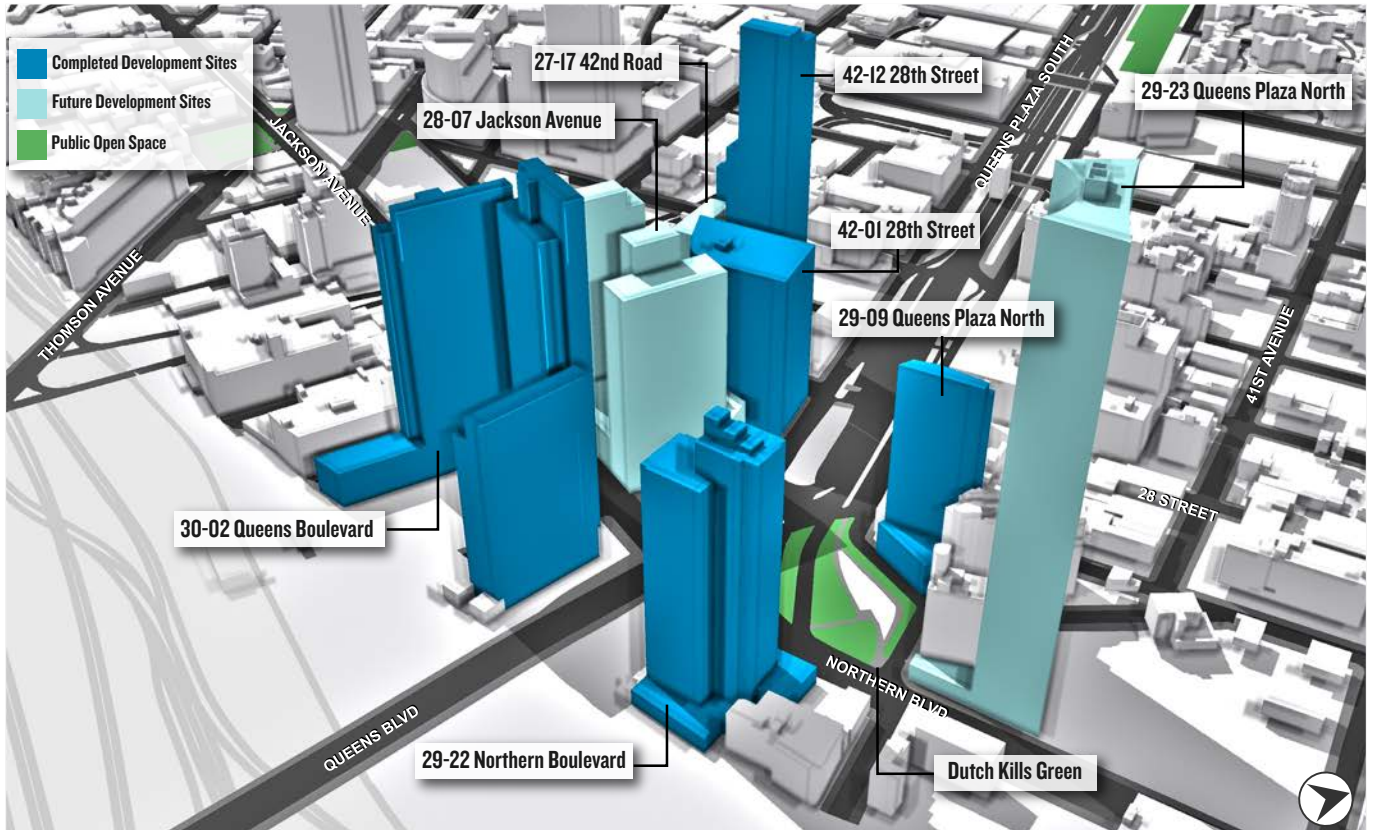 Completed Development Sites
Future Development Sites
Public Open Space
27-17 42nd Road
42-12 28th Street
28-07 Jackson Avenue
29-23 Queens Plaza North
QUEENS PLAZA SOUTH
JACKSON AVENUE
THOMSON AVENUE
42-01 28th Street
29-09 Queens Plaza North
41ST AVENUE
28 STREET
30-02 Queens Boulevard
NORTHERN BLVD
QUEENS BLVD
29-22 Northern Boulevard
Dutch Kills Green